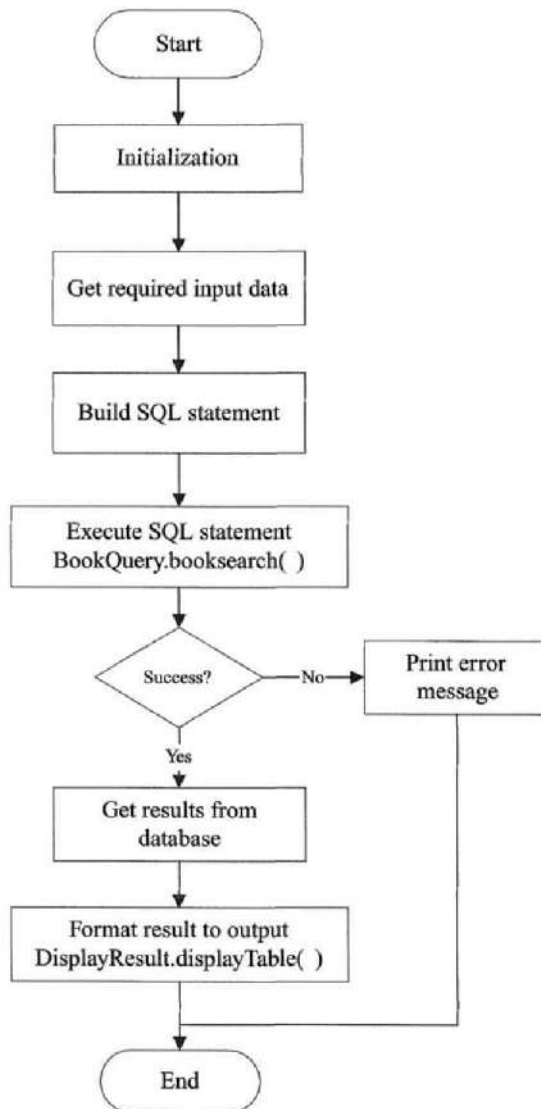 Start
Initialization
Get required input data
Build SQL statement
Execute SQL statement
BookQuery.booksearch( )
Success?
No
Print error
message
Yes
Get results from
database
Format result to output
DisplayResult.displayTable( )
End